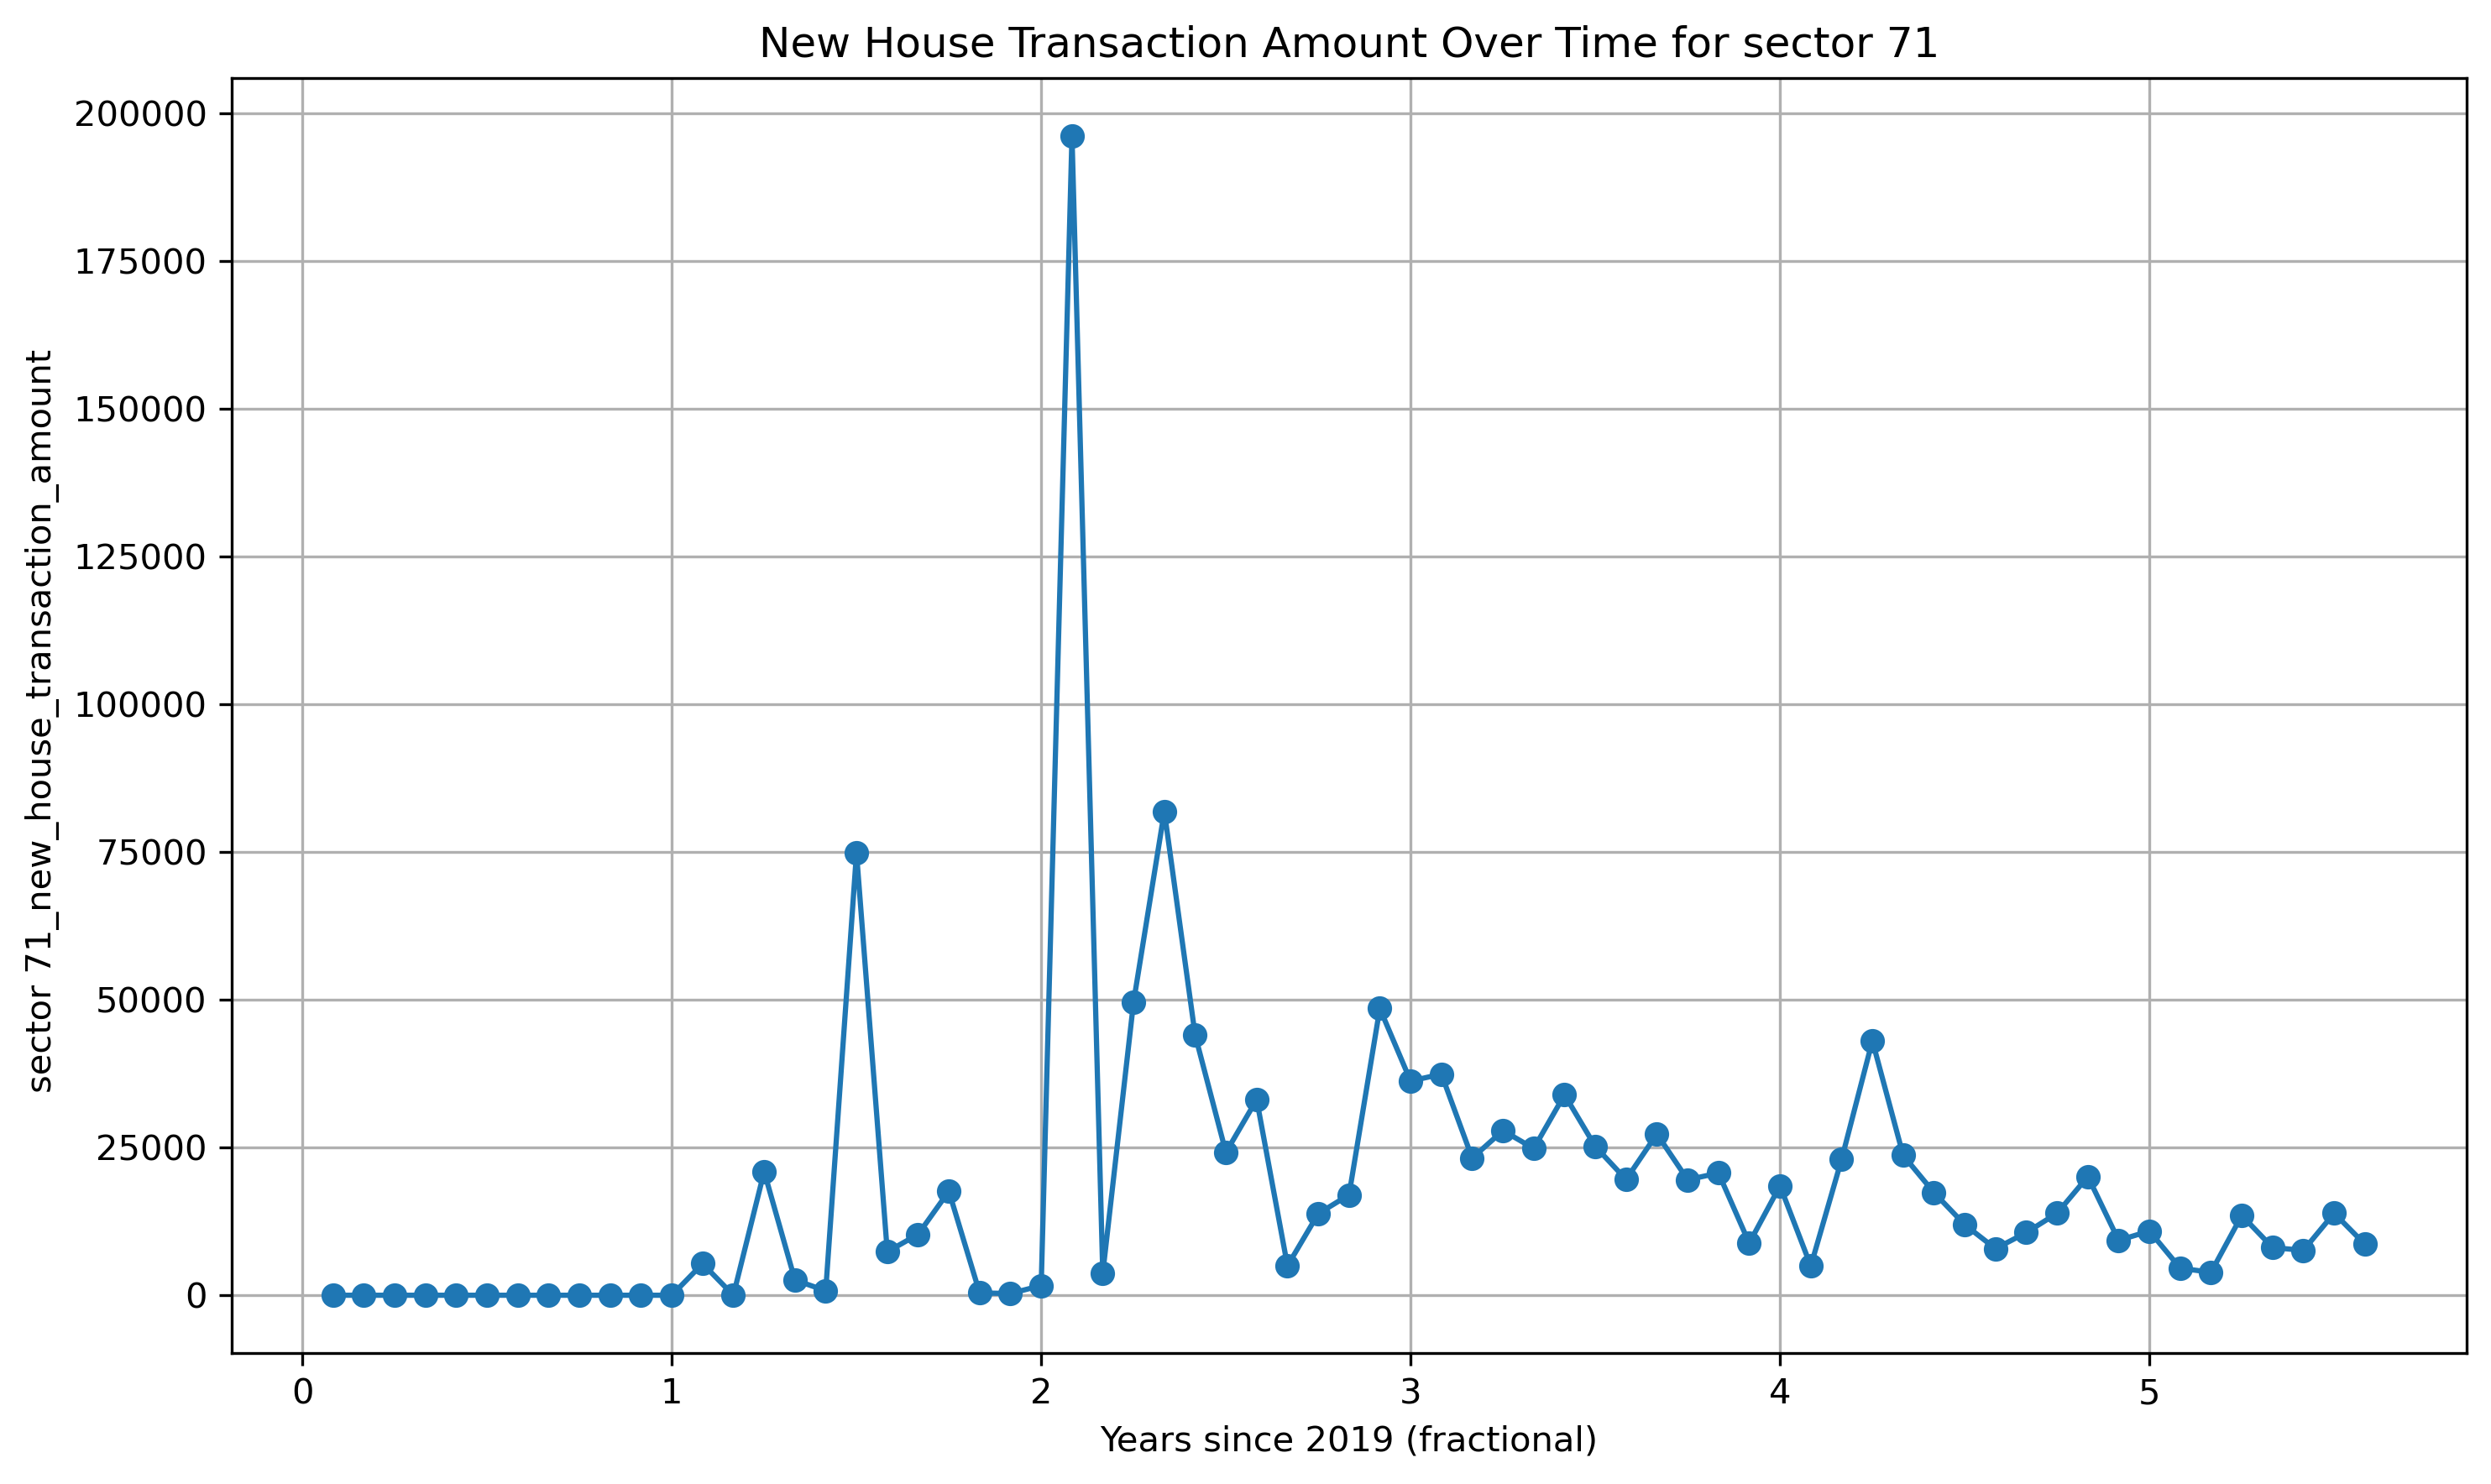 New House Transaction Amount Over Time for sector 71
sector 71_new_house_transaction_amount
200000
175000
150000
125000
100000
75000
50000
25000
0
0 1 2 3 4 5
Years since 2019 (fractional)